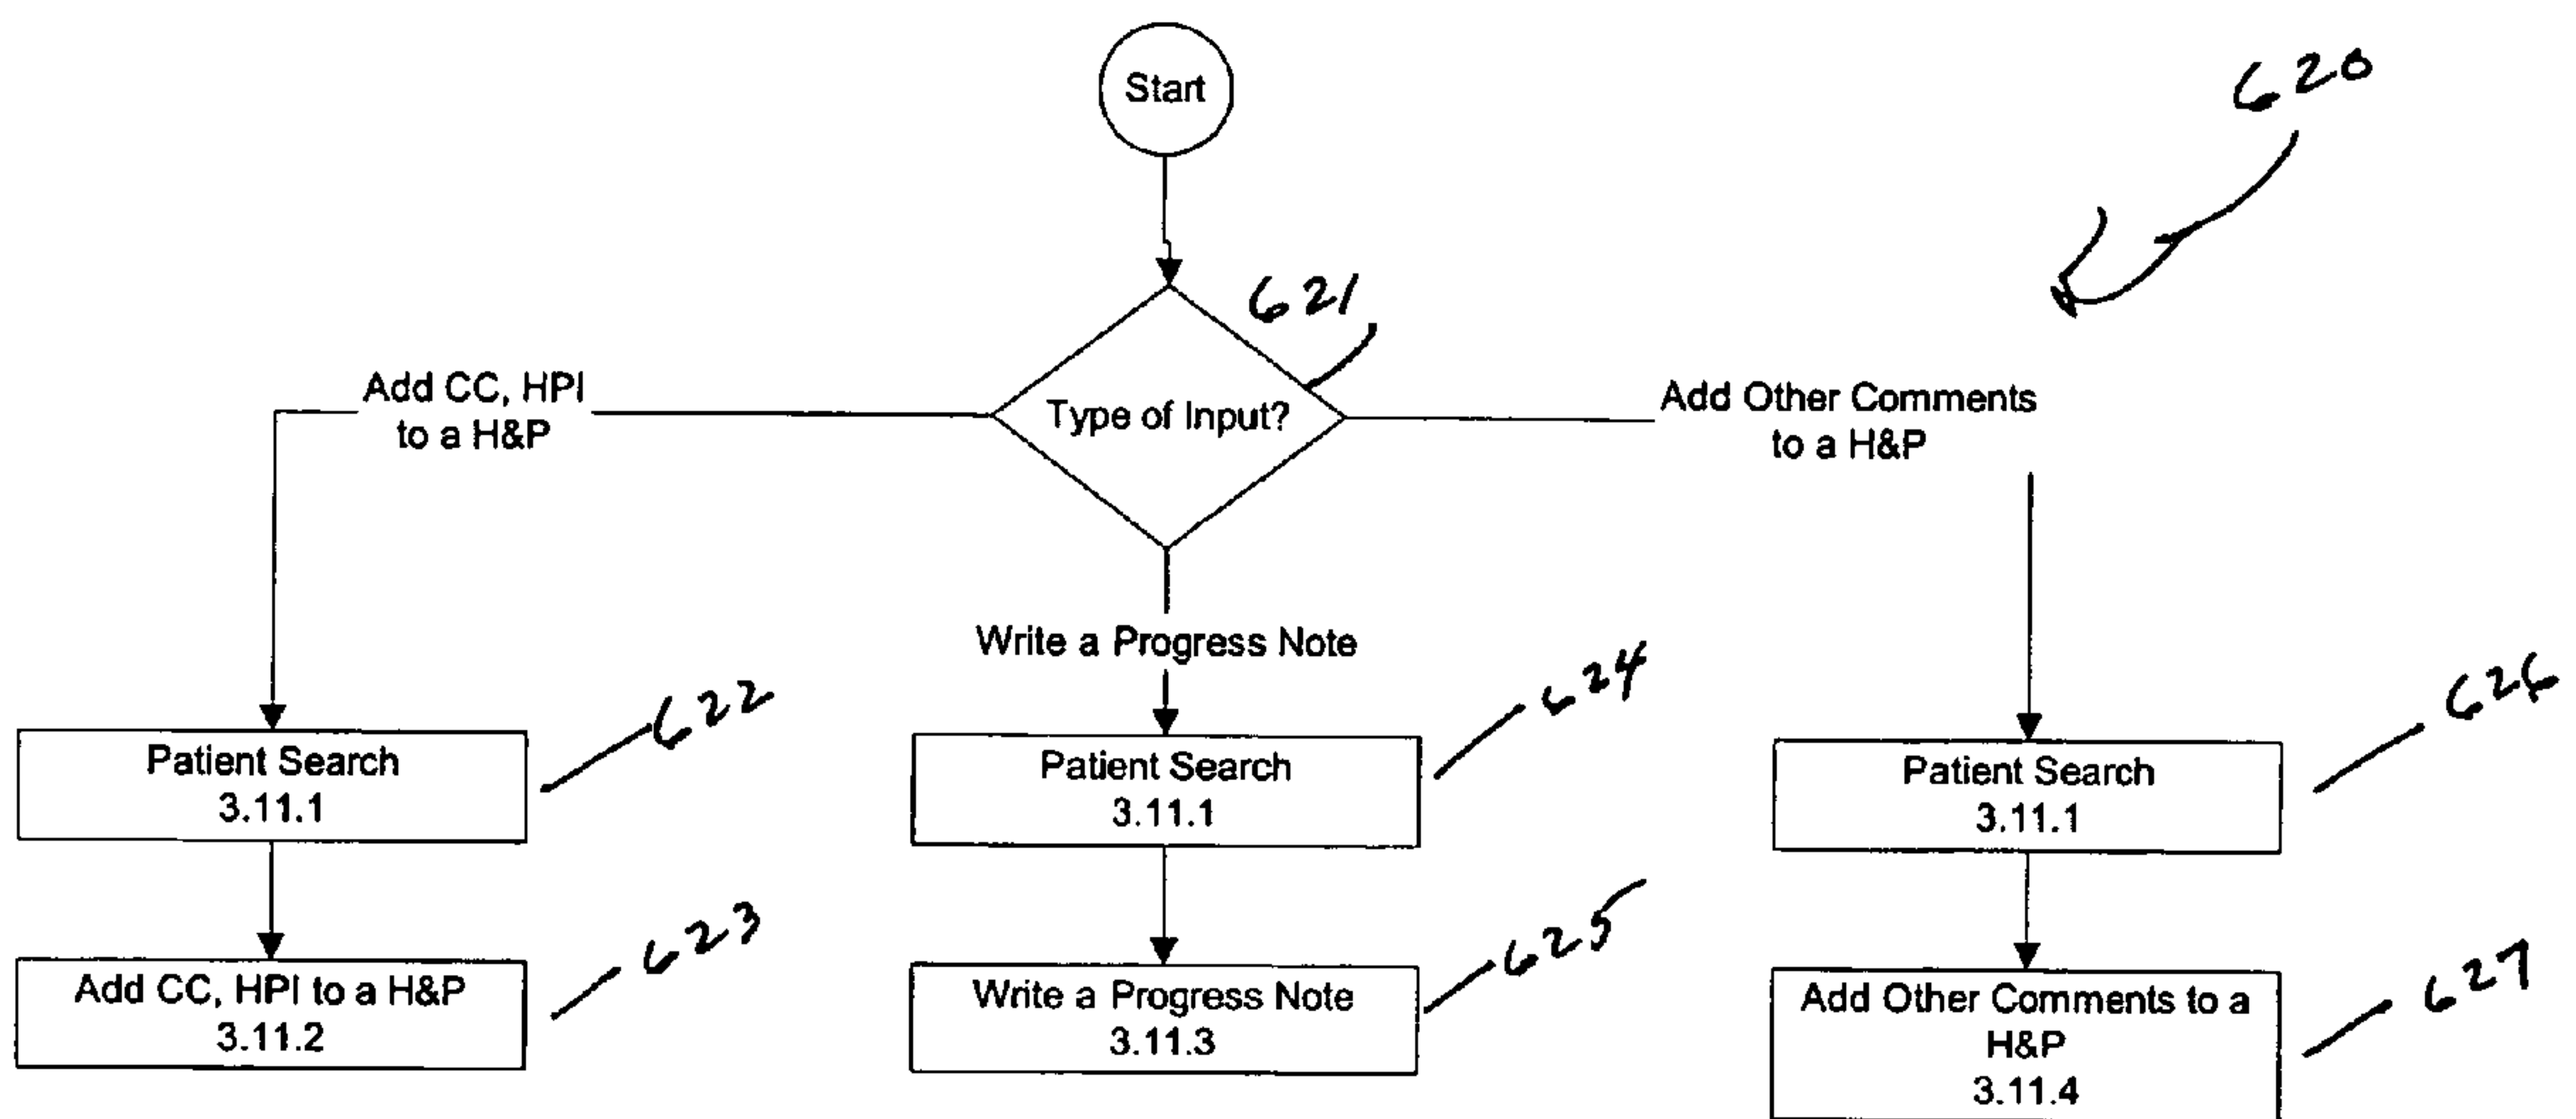 Start
620
621
Type of Input?
Add CC, HPI
to a H&P
Add Other Comments
to a H&P
Write a Progress Note
622
624
626
Patient Search
3.11.1
Patient Search
3.11.1
Patient Search
3.11.1
623
625
627
Add CC, HPI to a H&P
3.11.2
Write a Progress Note
3.11.3
Add Other Comments to a
H&P
3.11.4